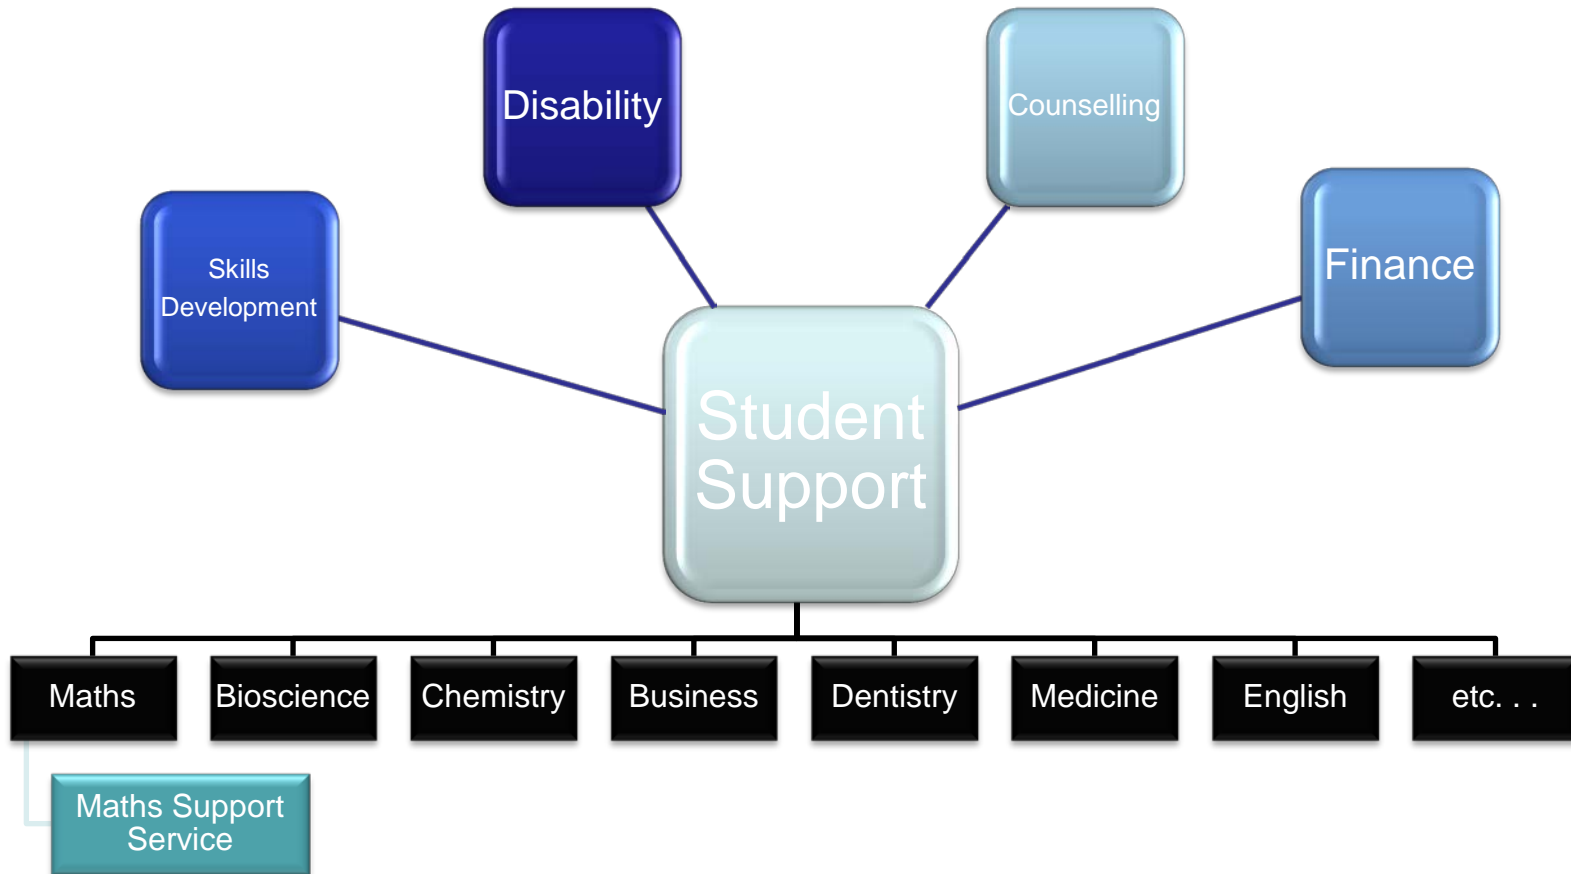 Disability
Counselling
Skills
Development
Finance
Student
Support
Maths
Bioscience
Chemistry
Business
Dentistry
Medicine
English
etc. . .
Maths Support
Service